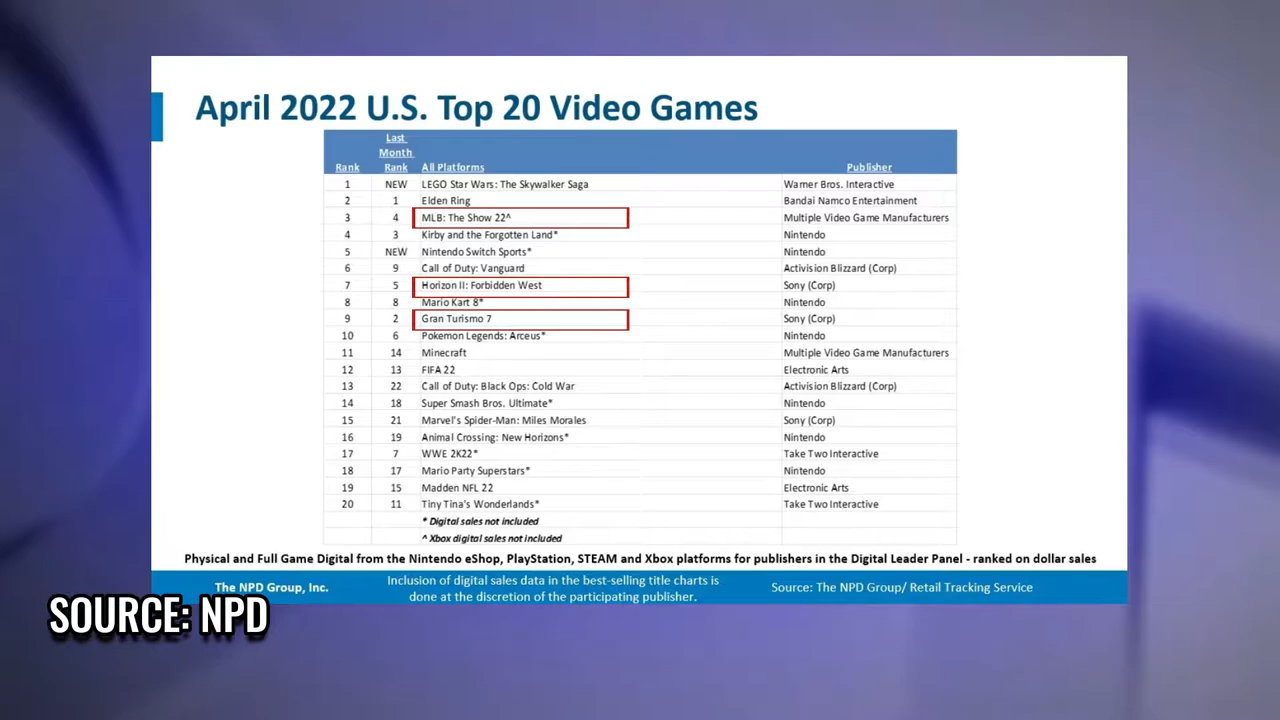 April 2022 U.S. Top 20 Video Games
Rank Last Month Rank All Platforms Publisher
1 NEW LEGO Star Wars: The Skywalker Saga Warner Bros. Interactive
2 1 Elden Ring Bandai Namco Entertainment
3 4 MLB: The Show 22^ Multiple Video Game Manufacturers
4 3 Kirby and the Forgotten Land* Nintendo
5 NEW Nintendo Switch Sports* Nintendo
6 9 Call of Duty: Vanguard Activision Blizzard (Corp)
7 5 Horizon II: Forbidden West Sony (Corp)
8 8 Mario Kart 8* Nintendo
9 2 Gran Turismo 7 Sony (Corp)
10 6 Pokemon Legends: Arceus* Nintendo
11 14 Minecraft Multiple Video Game Manufacturers
12 13 FIFA 22 Electronic Arts
13 22 Call of Duty: Black Ops: Cold War Activision Blizzard (Corp)
14 18 Super Smash Bros. Ultimate* Nintendo
15 21 Marvel's Spider-Man: Miles Morales Sony (Corp)
16 19 Animal Crossing: New Horizons* Nintendo
17 7 WWE 2K22* Take Two Interactive
18 17 Mario Party Superstars* Nintendo
19 15 Madden NFL 22 Electronic Arts
20 11 Tiny Tina's Wonderlands* Take Two Interactive
* Digital sales not included
^ Xbox digital sales not included
Physical and Full Game Digital from the Nintendo eShop, PlayStation, STEAM and Xbox platforms for publishers in the Digital Leader Panel - ranked on dollar sales
The NPD Group, Inc.
Inclusion of digital sales data in the best-selling title charts is
done at the discretion of the participating publisher.
Source: The NPD Group/ Retail Tracking Service
SOURCE: NPD